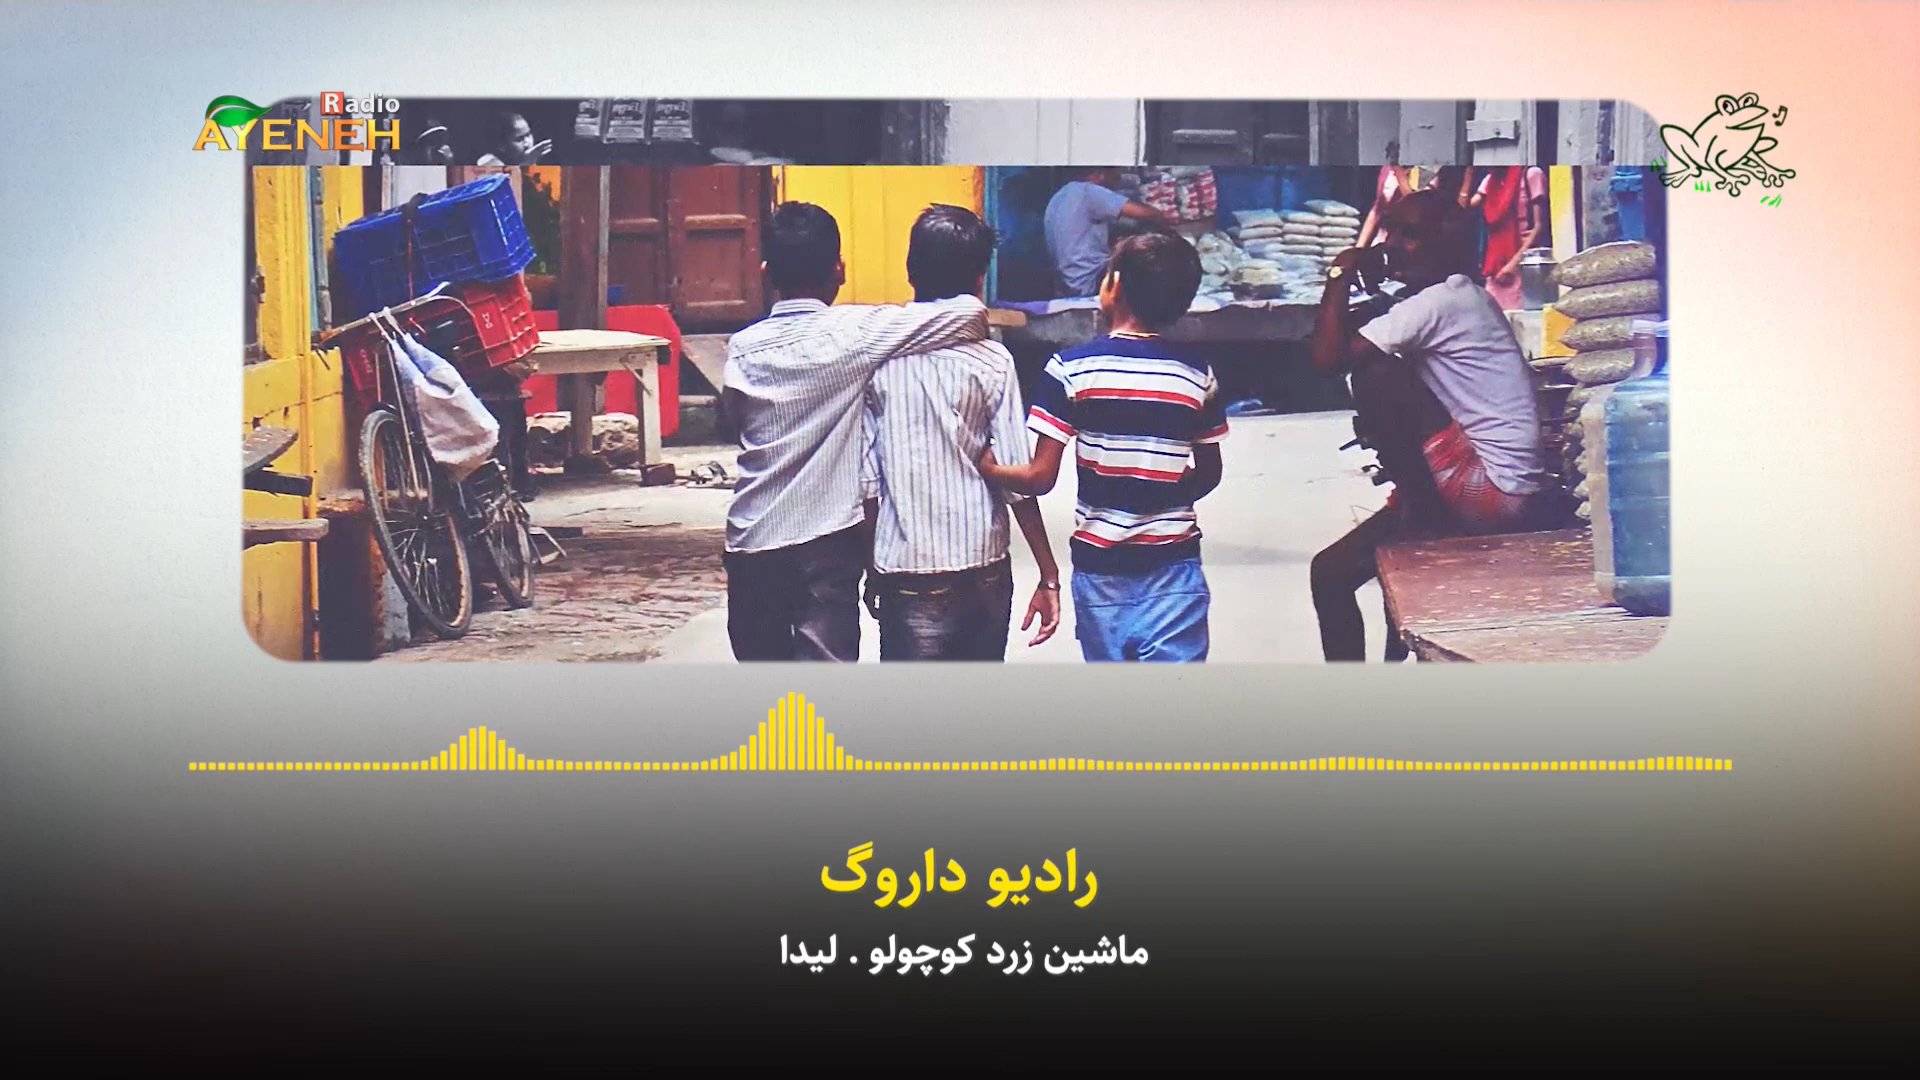 Radio
AYENEH
رادیو داروگ
ماشین زرد کوچولو . لیدا